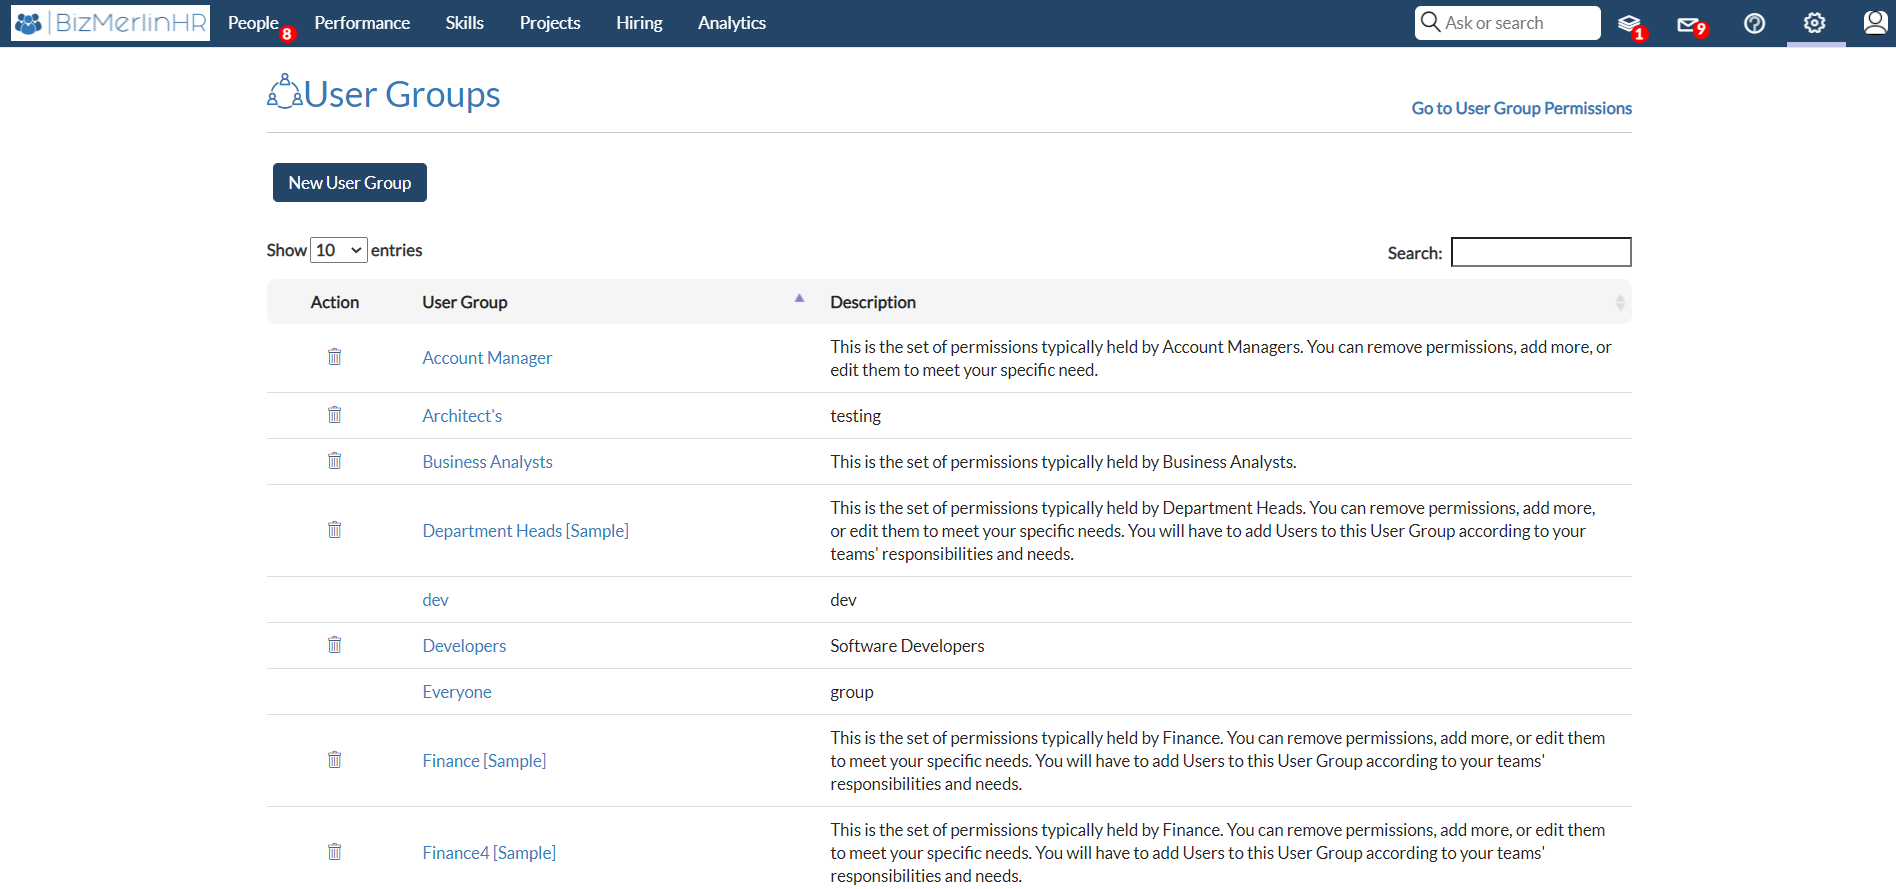 BizMerlinHR People 8 Performance Skills Projects Hiring Analytics Ask or search 1 9
User Groups
Go to User Group Permissions
New User Group
Show 10 entries
Search:
Action User Group Description
Account Manager
This is the set of permissions typically held by Account Managers. You can remove permissions, add more, or
edit them to meet your specific need.
Architect's testing
Business Analysts This is the set of permissions typically held by Business Analysts.
Department Heads [Sample]
This is the set of permissions typically held by Department Heads. You can remove permissions, add more,
or edit them to meet your specific needs. You will have to add Users to this User Group according to your
teams' responsibilities and needs.
dev dev
Developers Software Developers
Everyone group
Finance [Sample]
This is the set of permissions typically held by Finance. You can remove permissions, add more, or edit them
to meet your specific needs. You will have to add Users to this User Group according to your teams'
responsibilities and needs.
Finance4 [Sample]
This is the set of permissions typically held by Finance. You can remove permissions, add more, or edit them
to meet your specific needs. You will have to add Users to this User Group according to your teams'
responsibilities and needs.